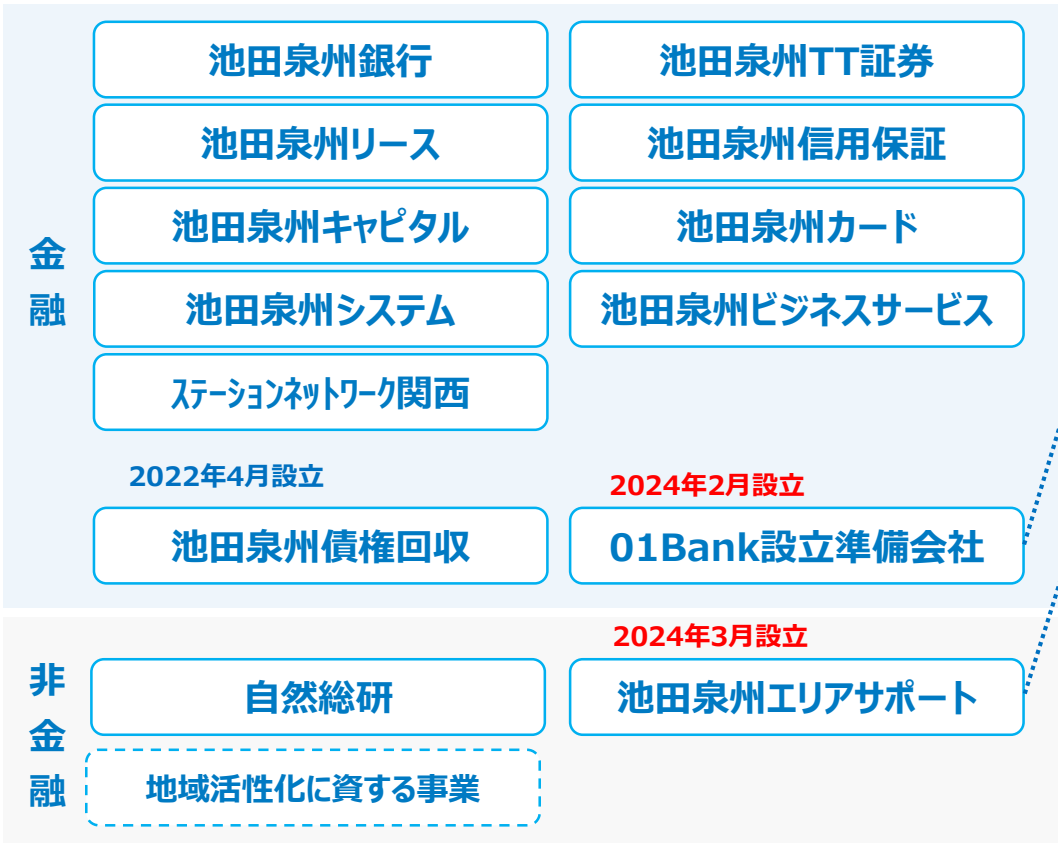 金融
池田泉州銀行
池田泉州TT証券
池田泉州リース
池田泉州信用保証
池田泉州キャピタル
池田泉州カード
池田泉州システム
池田泉州ビジネスサービス
ステーションネットワーク関西
2022年4月設立
2024年2月設立
池田泉州債権回収
01Bank設立準備会社
非金融
2024年3月設立
自然総研
池田泉州エリアサポート
地域活性化に資する事業